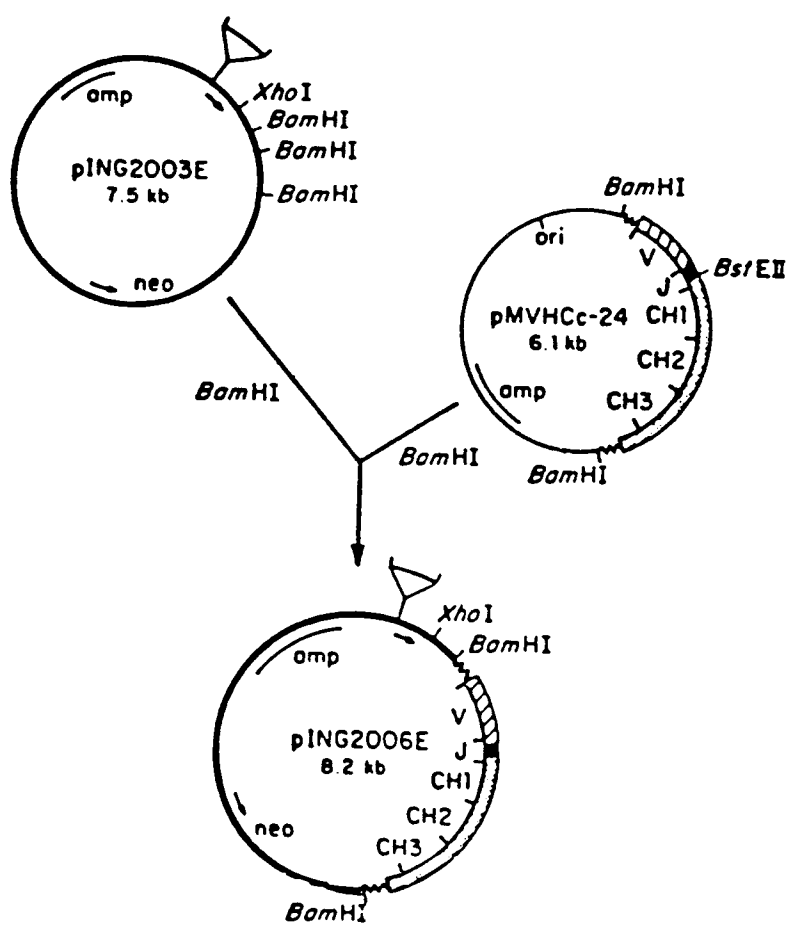 amp
XhoI
BamHI
BamHI
BamHI
pING2003E
7.5 kb
neo
BamHI
ori
V
J
BstEII
pMVHCc-24
6.1 kb
CH1
CH2
CH3
amp
BamHI
BamHI
BamHI
XhoI
BamHI
amp
V
J
pING2006E
8.2 kb
CH1
CH2
CH3
neo
BamHI